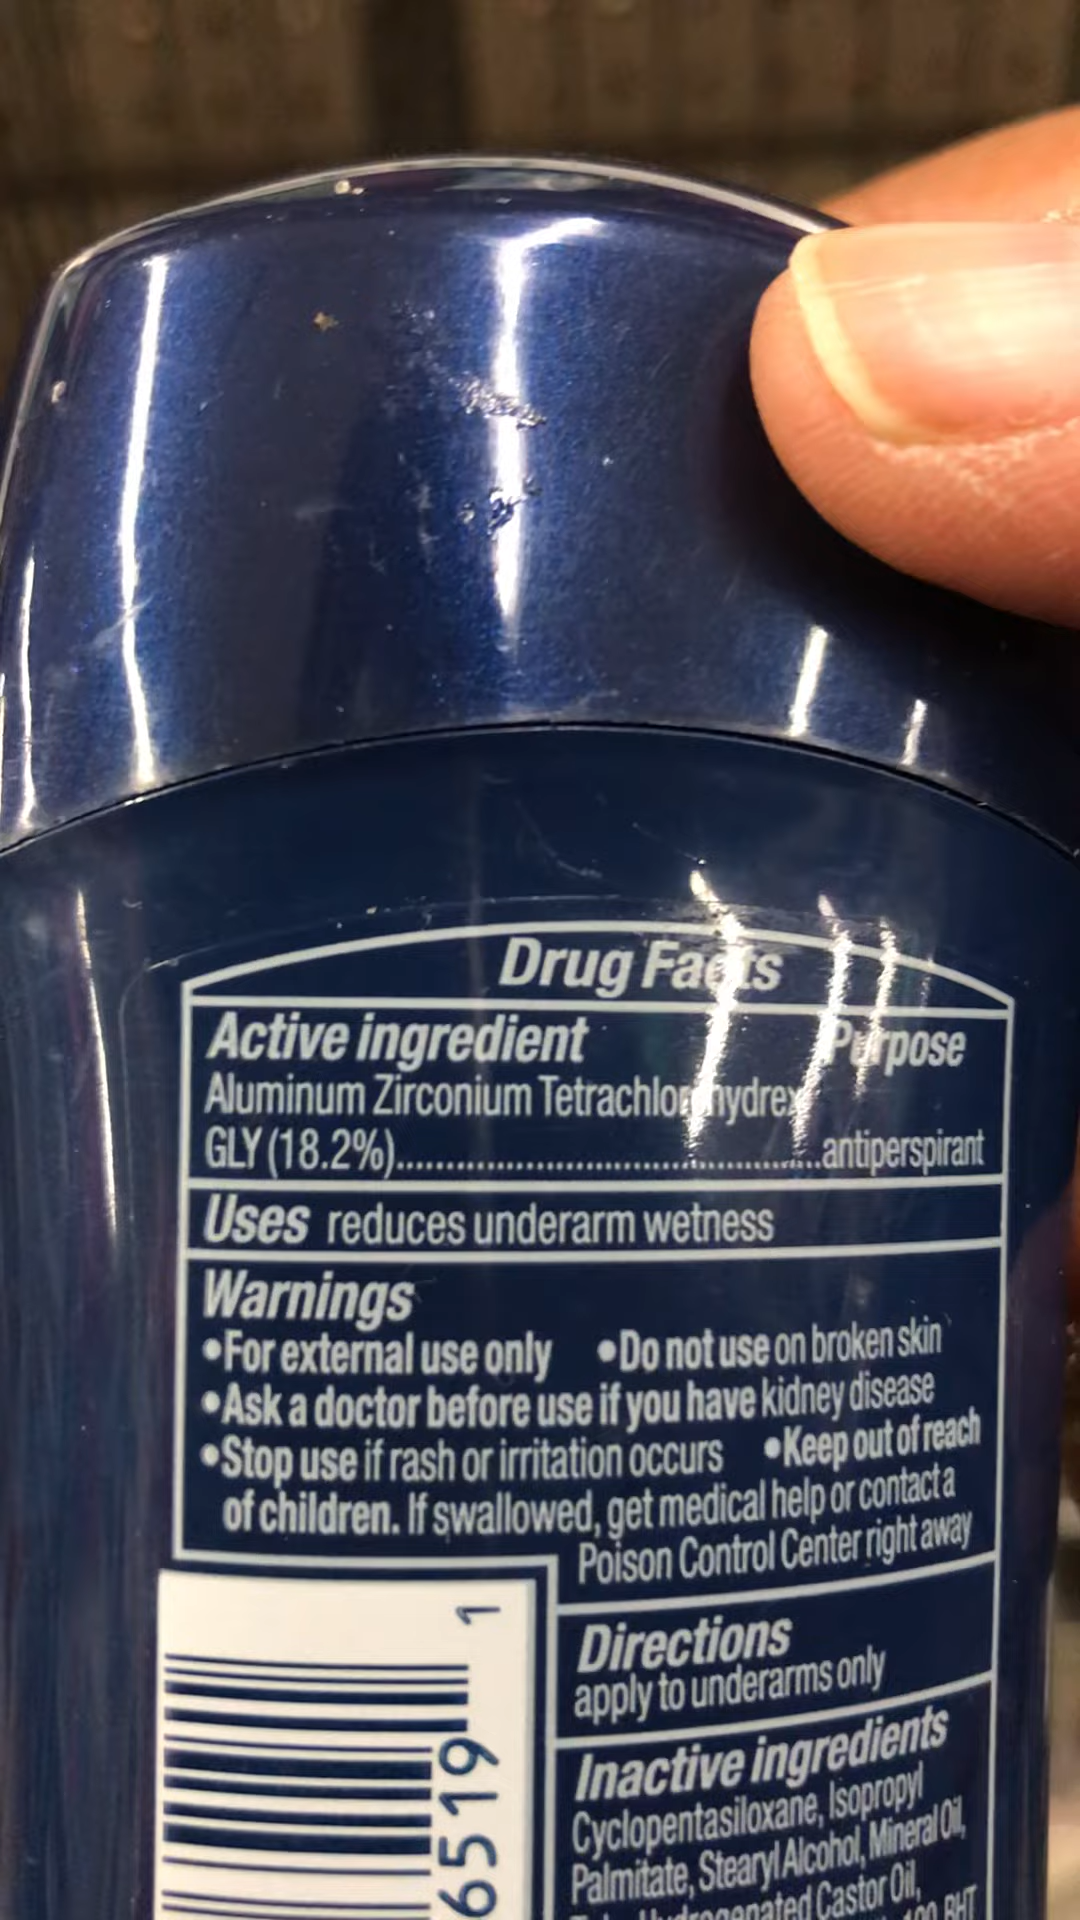 Drug Facts
Active ingredient Purpose
Aluminum Zirconium Tetrachlorohydrex
GLY (18.2%)........................................antiperspirant
Uses reduces underarm wetness
Warnings
•For external use only •Do not use on broken skin
•Ask a doctor before use if you have kidney disease
•Stop use if rash or irritation occurs •Keep out of reach
of children. If swallowed, get medical help or contact a
Poison Control Center right away
Directions
apply to underarms only
Inactive ingredients
Cyclopentasiloxane, Isopropyl
Palmitate, Stearyl Alcohol, Mineral Oil,
Hydrogenated Castor Oil,
BHT
6519 1